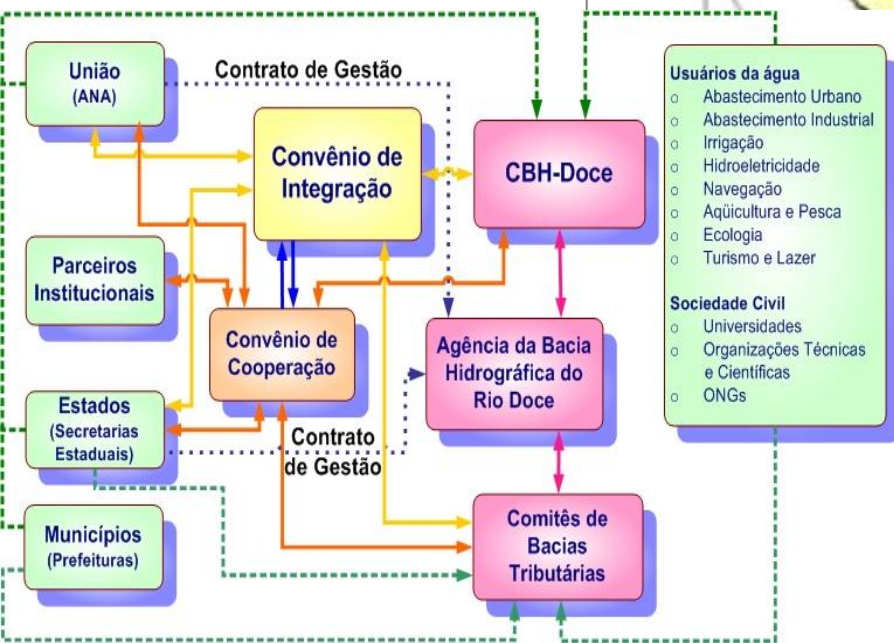 União
(ANA)
Contrato de Gestão
Convênio de
Integração
CBH-Doce
Usuários da água
o Abastecimento Urbano
o Abastecimento Industrial
o Irrigação
o Hidroeletricidade
o Navegação
o Aqüicultura e Pesca
o Ecologia
o Turismo e Lazer
Sociedade Civil
o Universidades
o Organizações Técnicas
e Científicas
o ONGs
Parceiros
Institucionais
Convênio de
Cooperação
Agência da Bacia
Hidrográfica do
Rio Doce
Estados
(Secretarias
Estaduais)
Contrato
de Gestão
Municípios
(Prefeituras)
Comitês de
Bacias
Tributárias